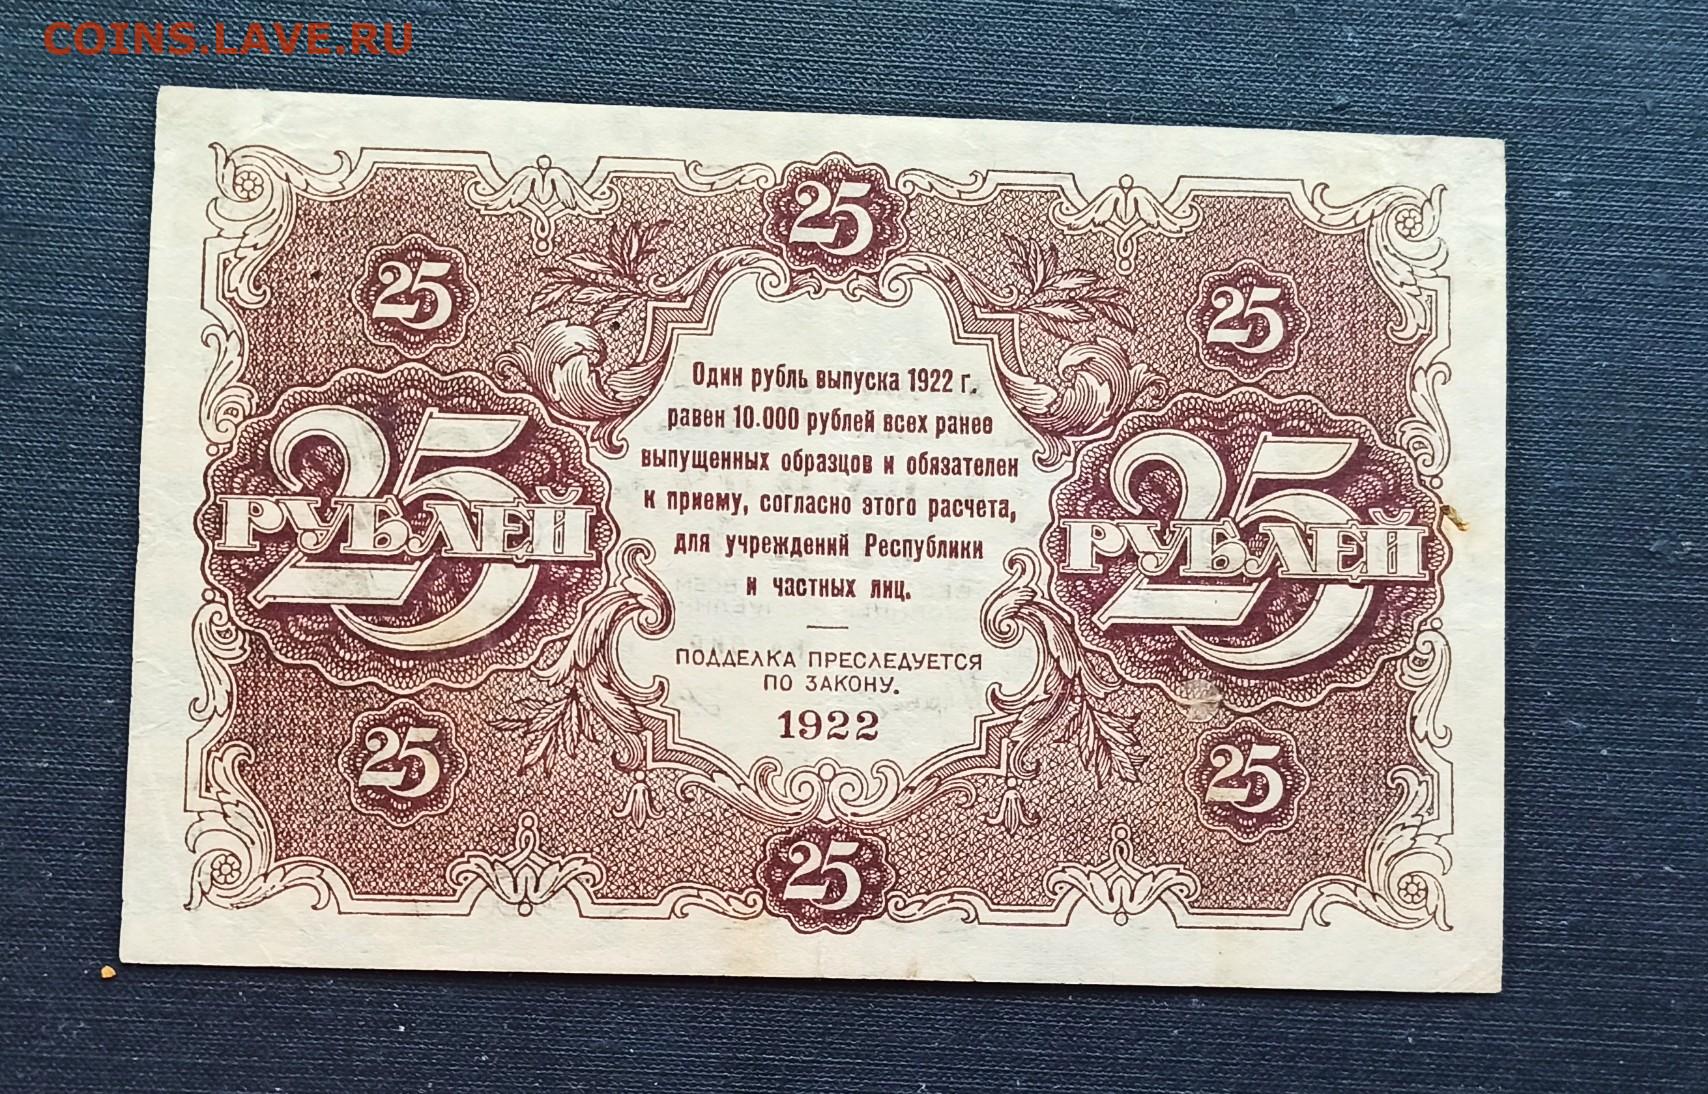 COINS.LAVE.RU
25
25
25
Один рубль выпуска 1922 г.
равен 10.000 рублей всех ранее
выпущенных образцов и обязателен
к приему, согласно этого расчета,
для учреждений Республики
и частных лиц.
25 РУБЛЕЙ
25 РУБЛЕЙ
ПОДДЕЛКА ПРЕСЛЕДУЕТСЯ
ПО ЗАКОНУ.
1922
25
25
25